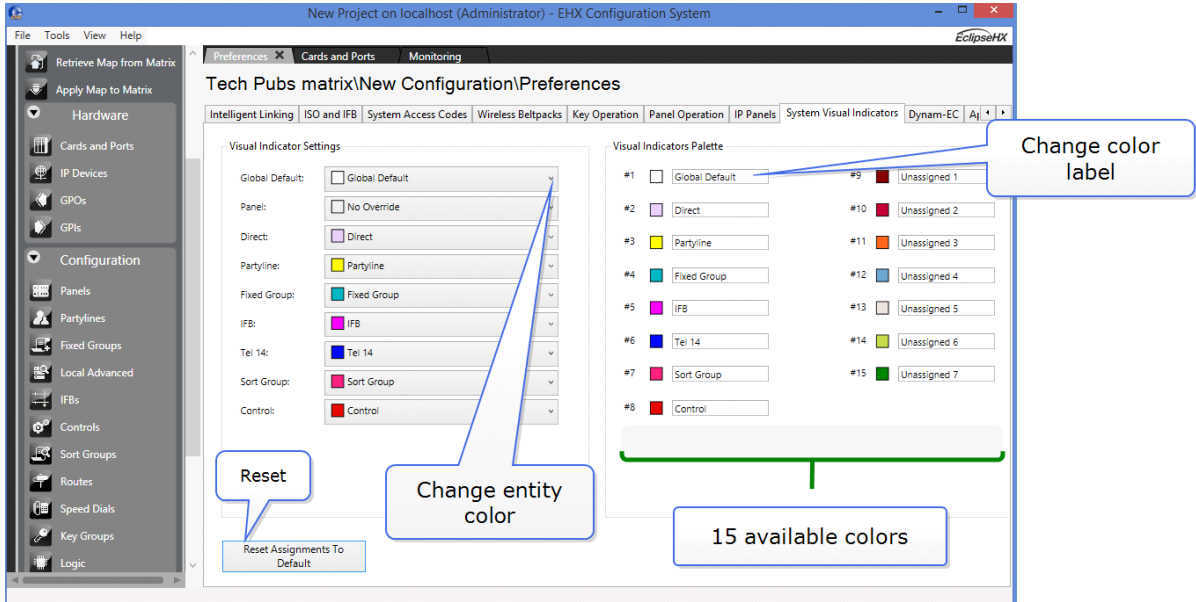 New Project on localhost (Administrator) - EHX Configuration System
File Tools View Help
EclipseHX
Retrieve Map from Matrix
Apply Map to Matrix
Hardware
Cards and Ports
IP Devices
GPOs
GPIs
Configuration
Panels
Partylines
Fixed Groups
Local Advanced
IFBs
Controls
Sort Groups
Routes
Speed Dials
Key Groups
Logic
Preferences Cards and Ports Monitoring
Tech Pubs matrix\New Configuration\Preferences
Intelligent Linking ISO and IFB System Access Codes Wireless Beltpacks Key Operation Panel Operation IP Panels System Visual Indicators Dynam-EC
Visual Indicator Settings
Global Default: Global Default
Panel: No Override
Direct: Direct
Partyline: Partyline
Fixed Group: Fixed Group
IFB: IFB
Tel 14: Tel 14
Sort Group: Sort Group
Control: Control
Reset
Reset Assignments To
Default
Change entity
color
Visual Indicators Palette
#1 Global Default
#2 Direct
#3 Partyline
#4 Fixed Group
#5 IFB
#6 Tel 14
#7 Sort Group
#8 Control
#9 Unassigned 1
#10 Unassigned 2
#11 Unassigned 3
#12 Unassigned 4
#13 Unassigned 5
#14 Unassigned 6
#15 Unassigned 7
Change color
label
15 available colors